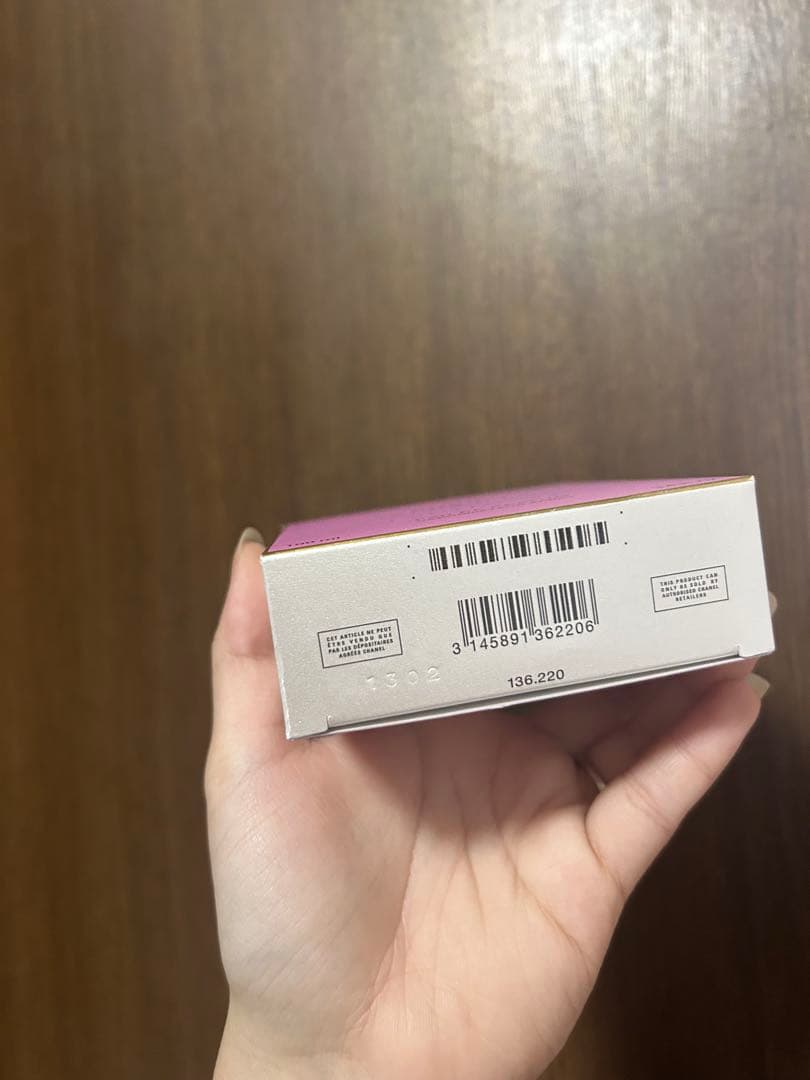 CET ARTICLE NE PEUT
ÊTRE VENDU QUE
PAR LES DÉPOSITAIRES
AGRÉÉS CHANEL
THIS PRODUCT CAN
ONLY BE SOLD BY
AUTHORISED CHANEL
RETAILERS
3 145891 362206
1302
136.220